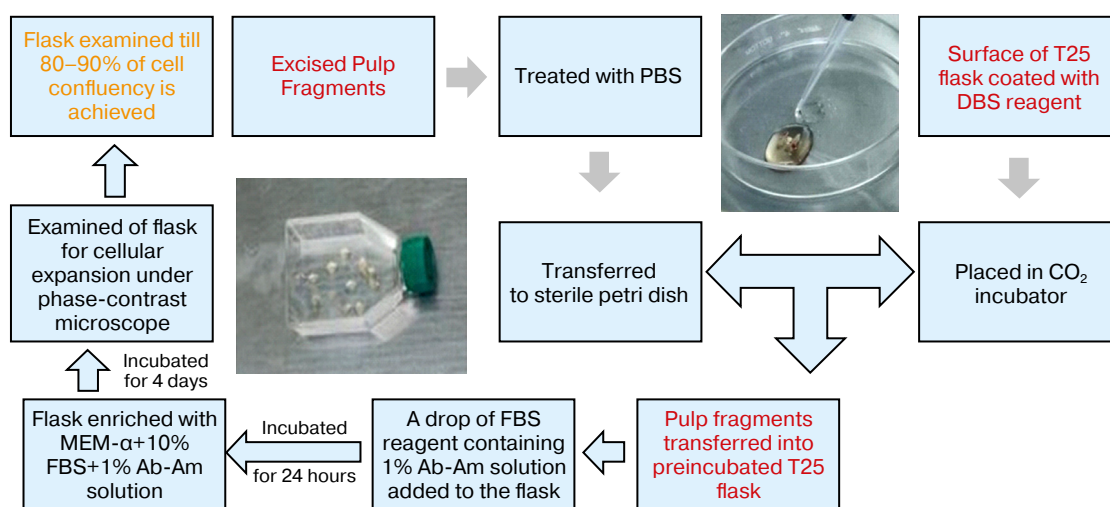 Excised Pulp
Fragments
Treated with PBS
Transferred
to sterile petri dish
Surface of T25
flask coated with
DBS reagent
Placed in CO₂
incubator
Pulp fragments
transferred into
preincubated T25
flask
A drop of FBS
reagent containing
1% Ab-Am solution
added to the flask
Incubated
for 24 hours
Flask enriched with
MEM-α+10%
FBS+1% Ab-Am
solution
Incubated
for 4 days
Examined of flask
for cellular
expansion under
phase-contrast
microscope
Flask examined till
80–90% of cell
confluency is
achieved